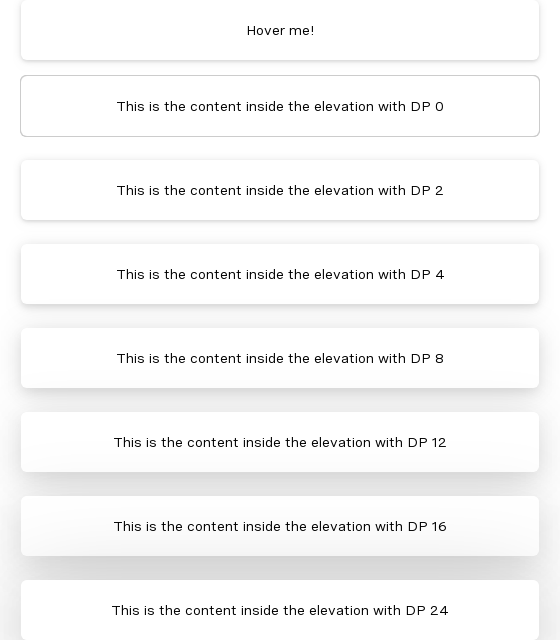 Hover me!
This is the content inside the elevation with DP 0
This is the content inside the elevation with DP 2
This is the content inside the elevation with DP 4
This is the content inside the elevation with DP 8
This is the content inside the elevation with DP 12
This is the content inside the elevation with DP 16
This is the content inside the elevation with DP 24